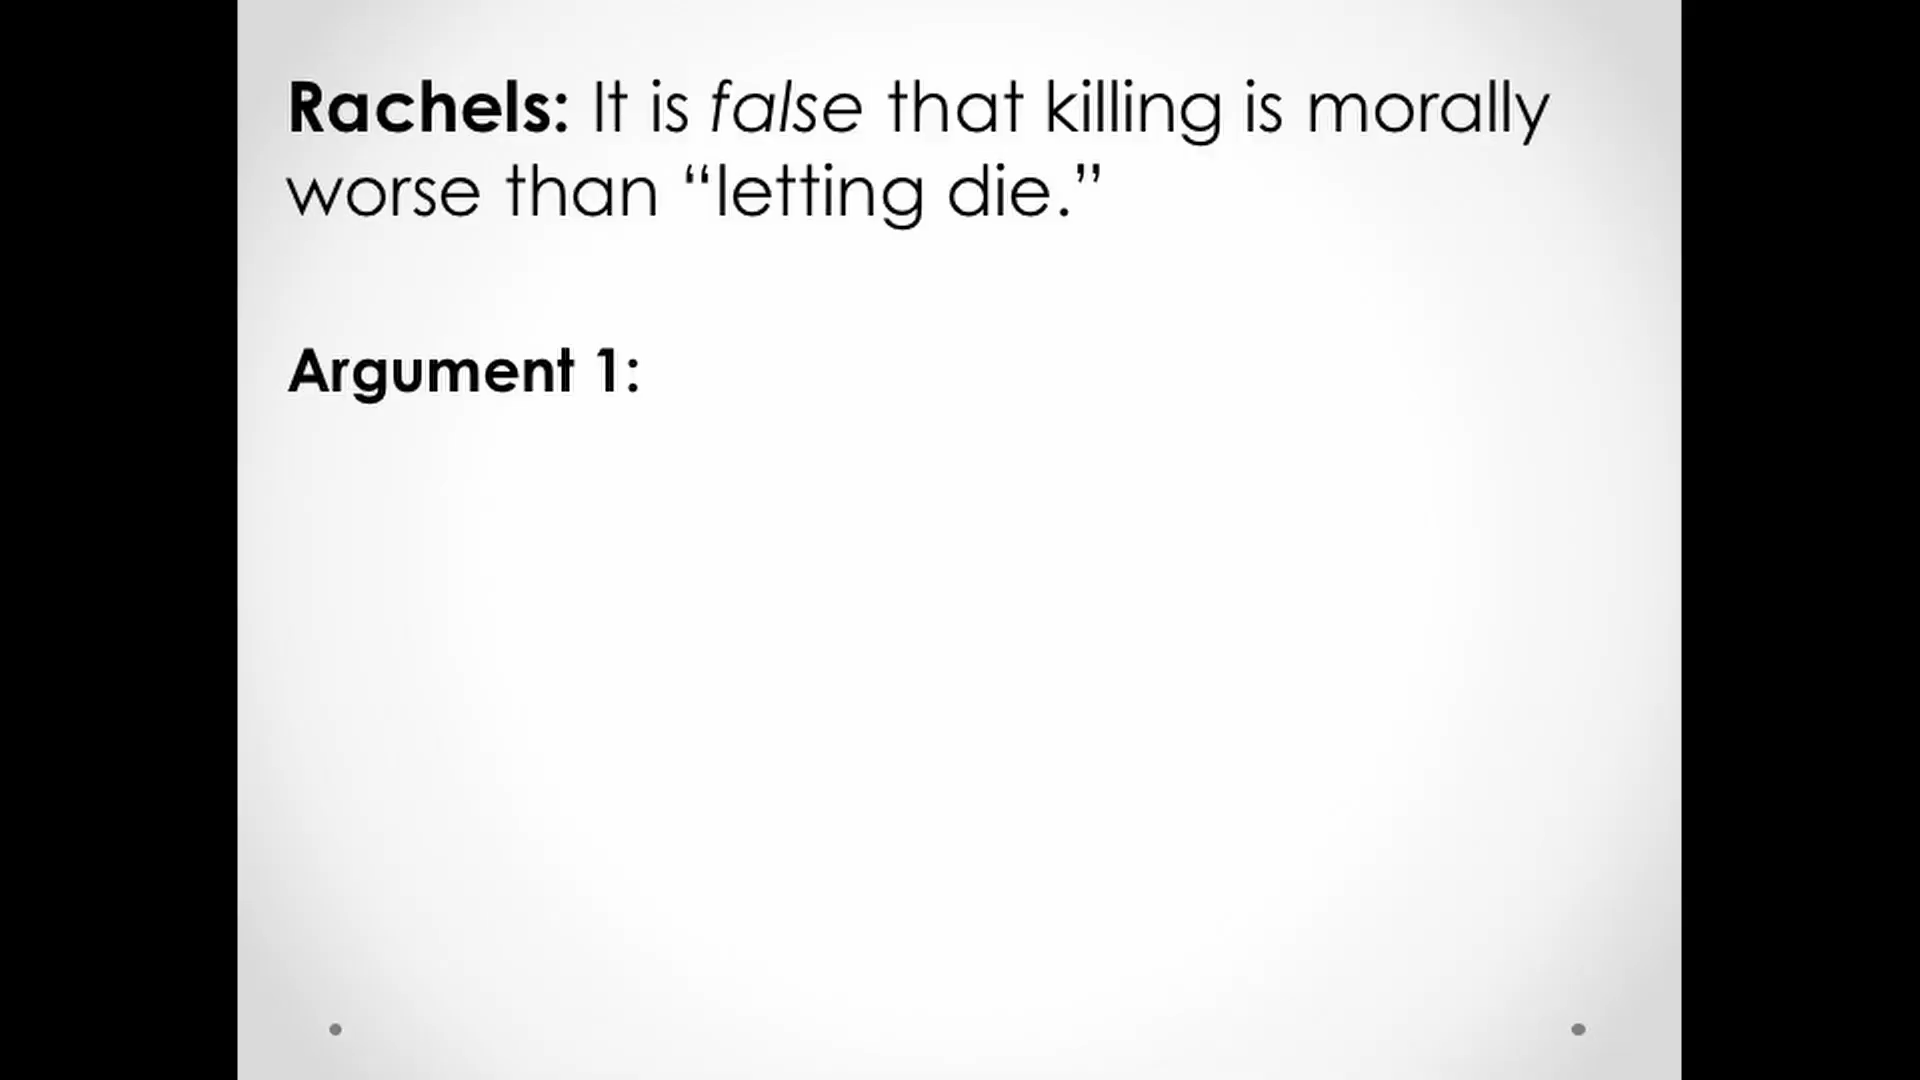 Rachels: It is false that killing is morally
worse than “letting die.”
Argument 1: